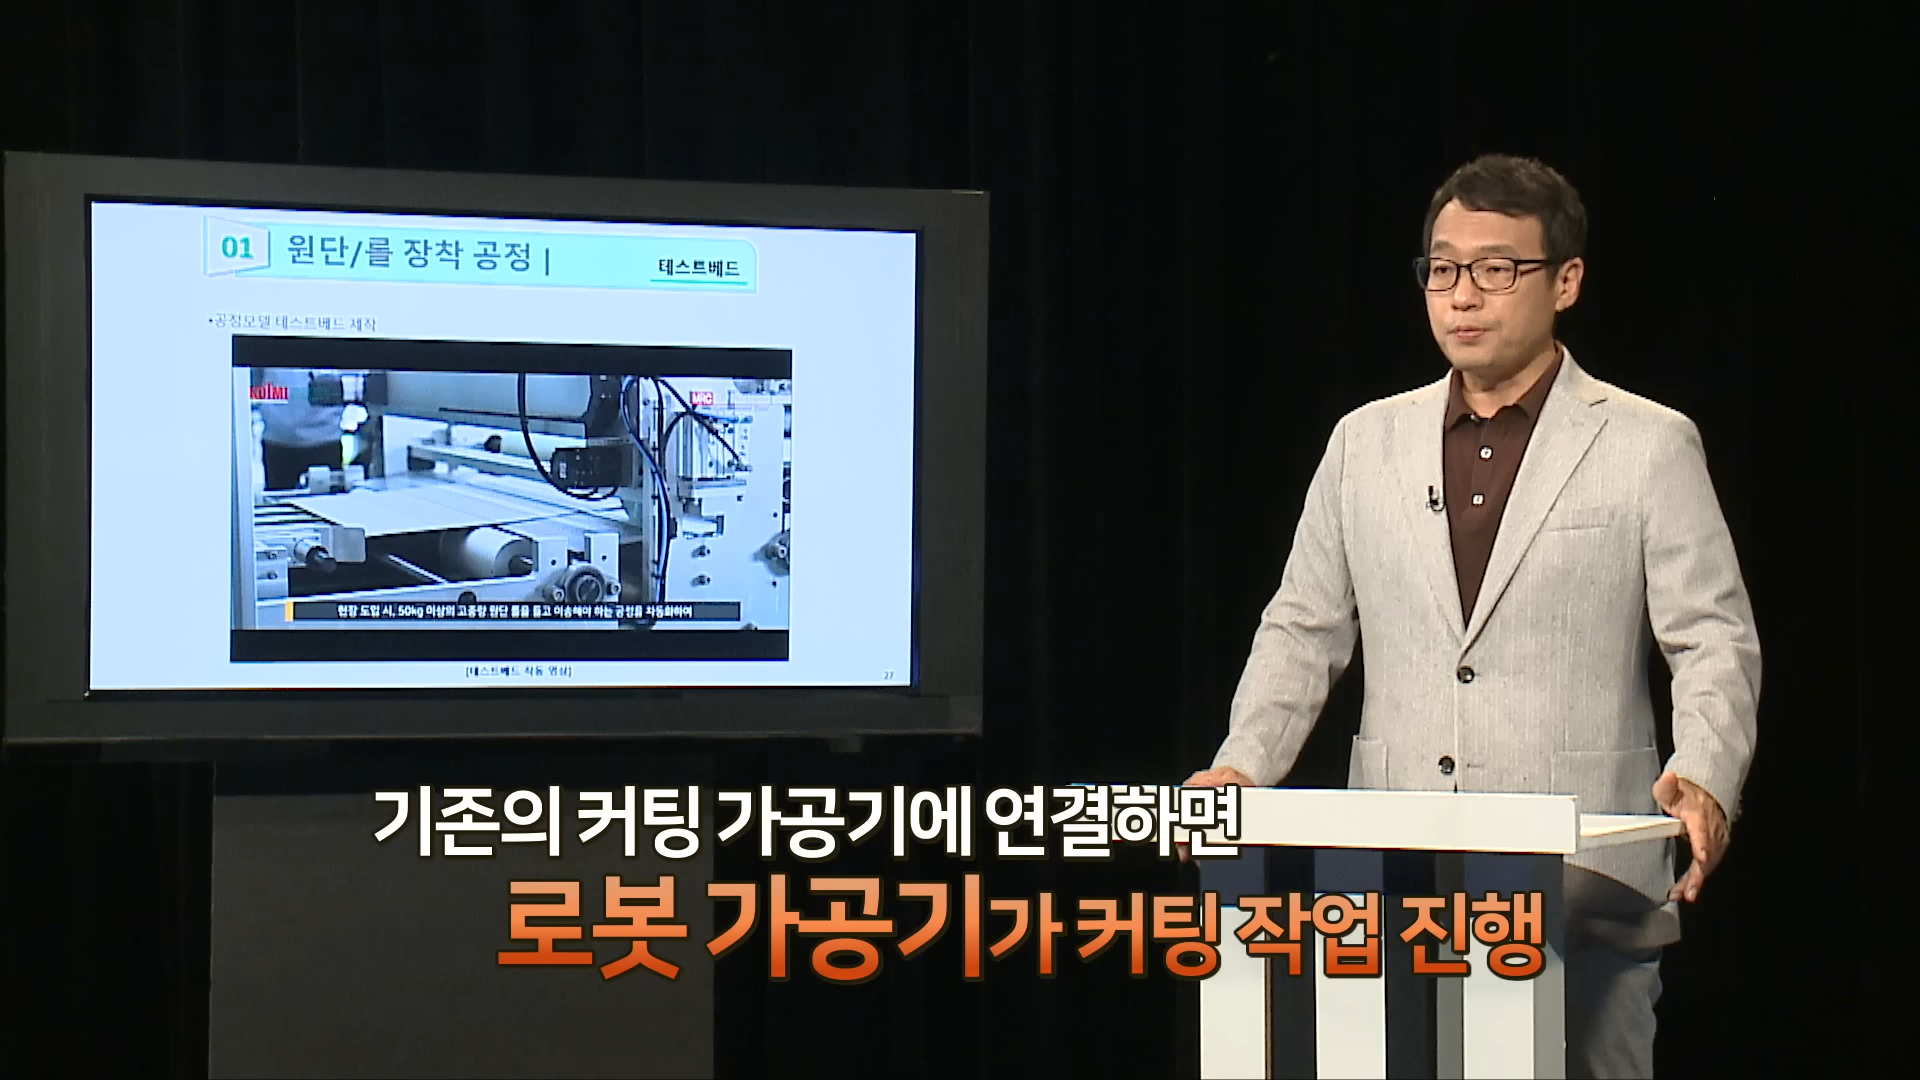 01 원단/롤 장착 공정 |
테스트베드
•공정모델 테스트베드 제작
KOIMI
MRC
현장 도입 시, 50kg 이상의 고중량 원단 롤을 들고 이송해야 하는 공정을 자동화하여
[테스트베드 작동 영상]
27
기존의 커팅 가공기에 연결하면
로봇 가공기가 커팅 작업 진행